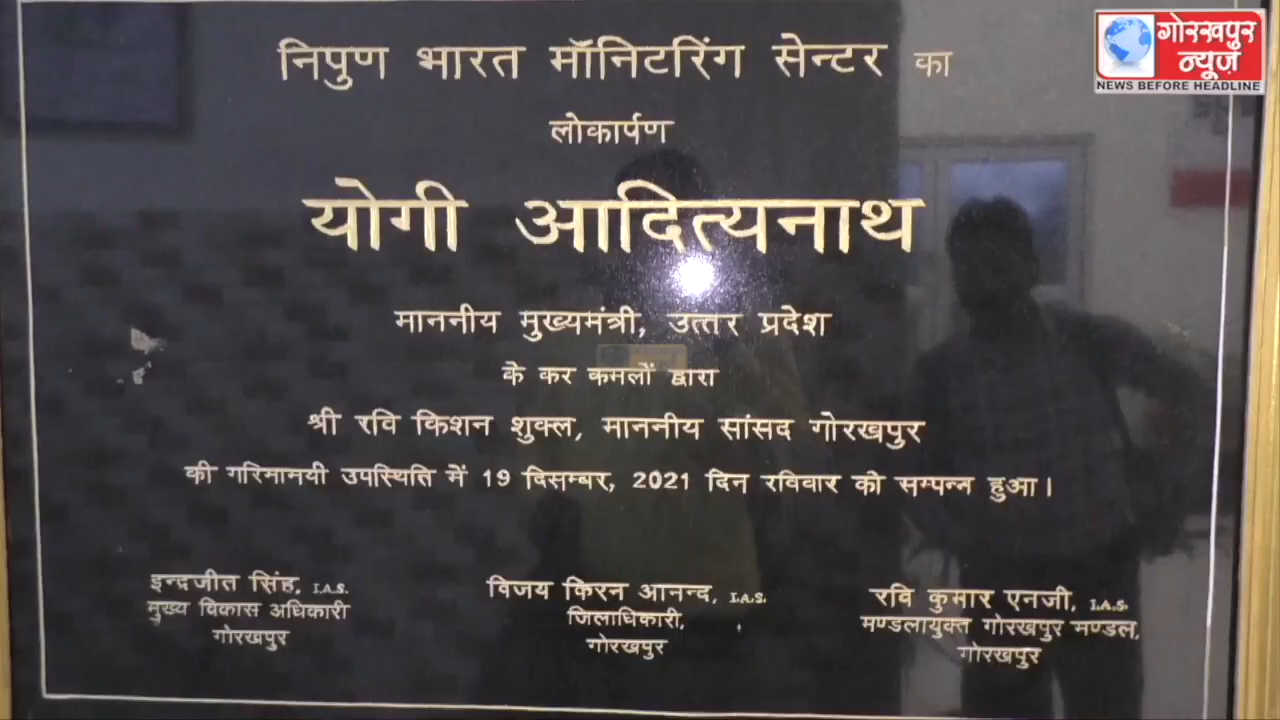 गोरखपुर
न्यूज़
NEWS BEFORE HEADLINE
निपुण भारत मॉनिटरिंग सेन्टर का
लोकार्पण
योगी आदित्यनाथ
माननीय मुख्यमंत्री, उत्तर प्रदेश
के कर कमलों द्वारा
श्री रवि किशन शुक्ल, माननीय सांसद गोरखपुर
की गरिमामयी उपस्थिति में 19 दिसम्बर, 2021 दिन रविवार को सम्पन्न हुआ।
इन्द्रजीत सिंह, I.A.S.
मुख्य विकास अधिकारी
गोरखपुर
विजय किरन आनन्द, I.A.S.
जिलाधिकारी,
गोरखपुर
रवि कुमार एनजी, I.A.S.
मण्डलायुक्त गोरखपुर मण्डल,
गोरखपुर